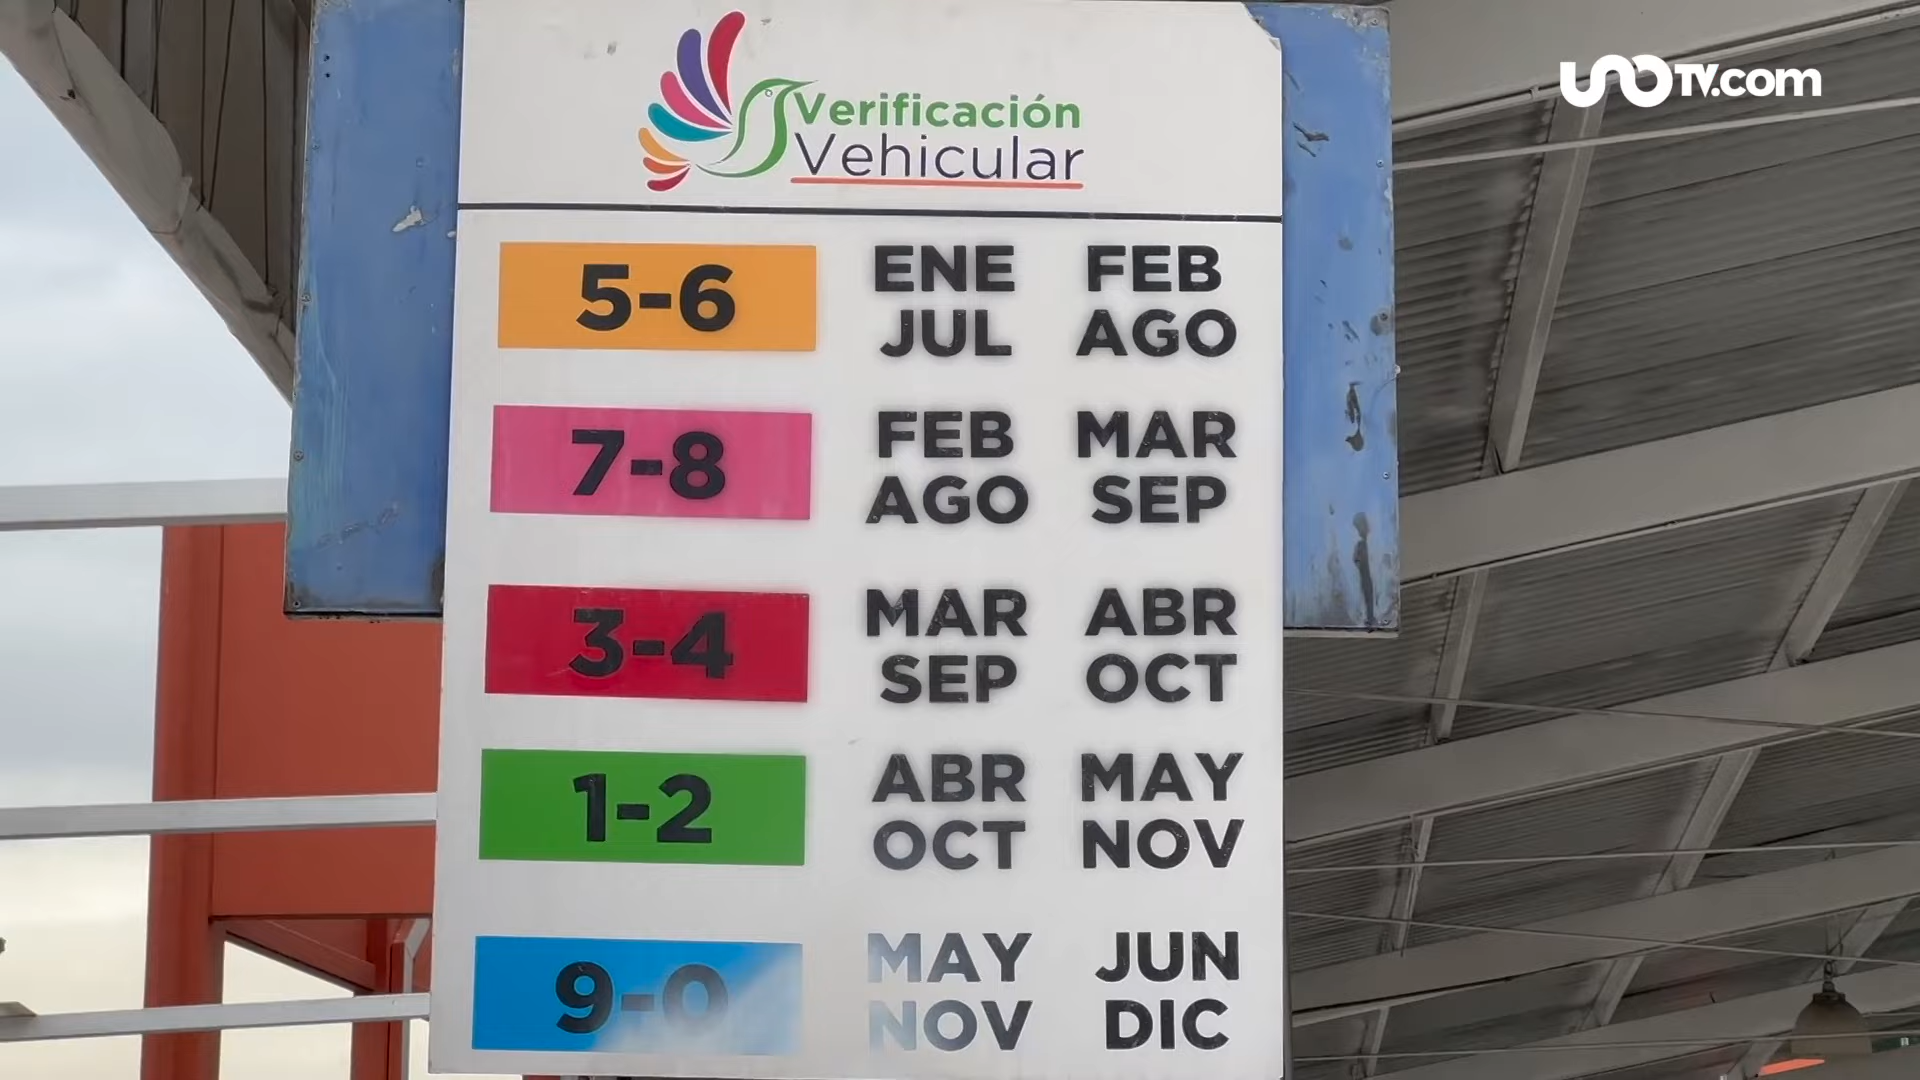 UNOTV.com
Verificación
Vehicular
5-6 ENE FEB
JUL AGO
7-8 FEB MAR
AGO SEP
3-4 MAR ABR
SEP OCT
1-2 ABR MAY
OCT NOV
9-0 MAY JUN
NOV DIC